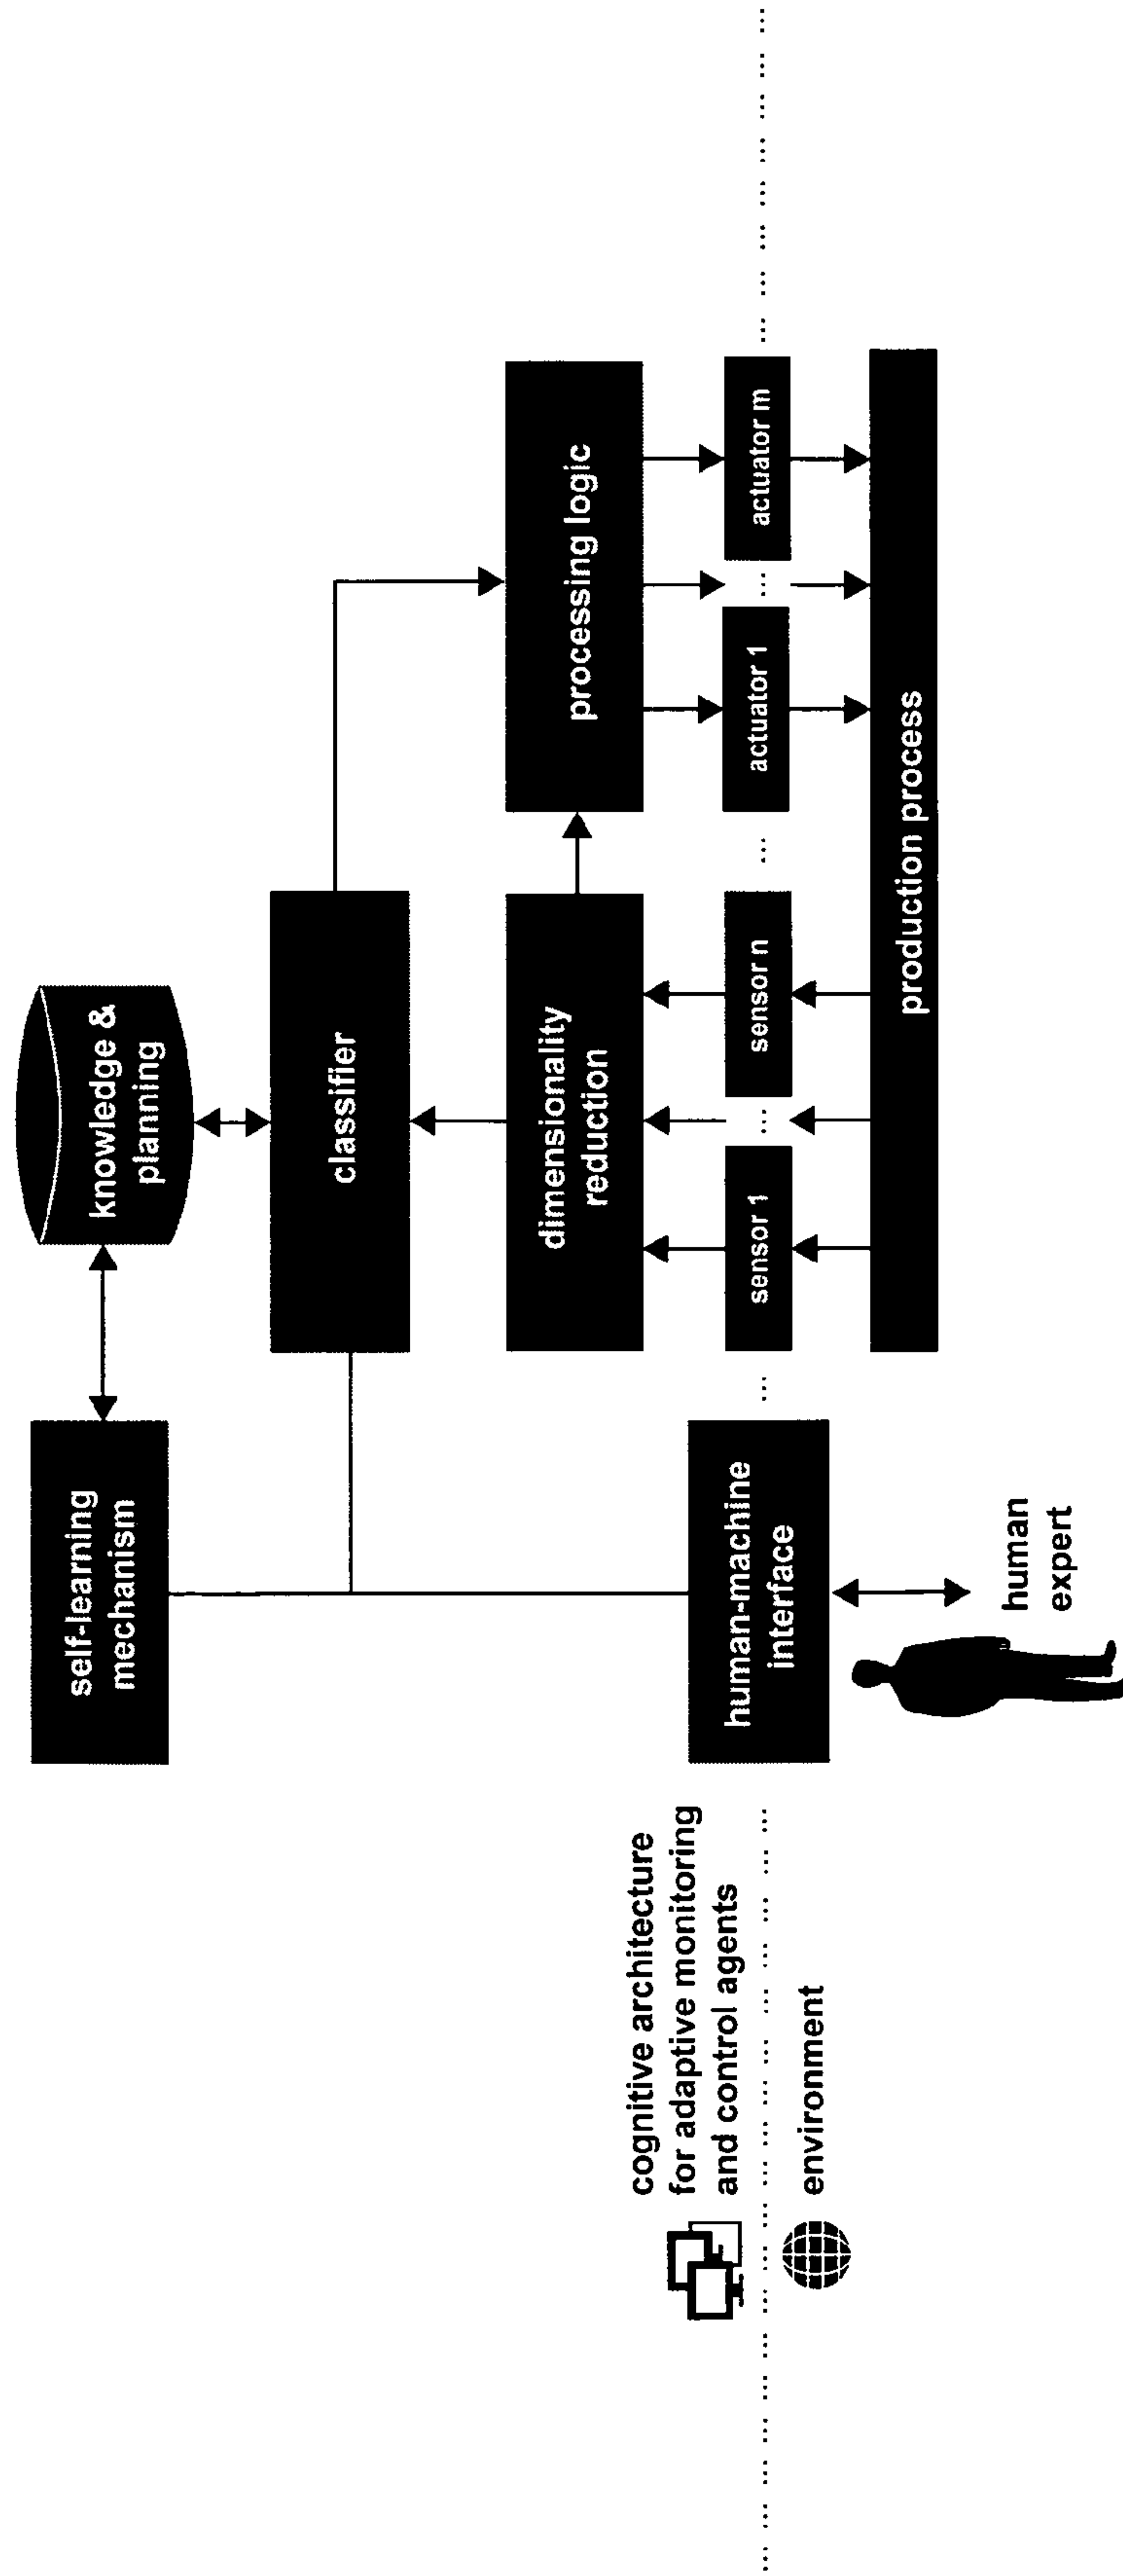 self-learning
mechanism
knowledge &
planning
classifier
dimensionality
reduction
processing logic
cognitive architecture
for adaptive monitoring
and control agents
human-machine
interface
... sensor 1 ... sensor n ... actuator 1 ... actuator m
environment
production process
human
expert